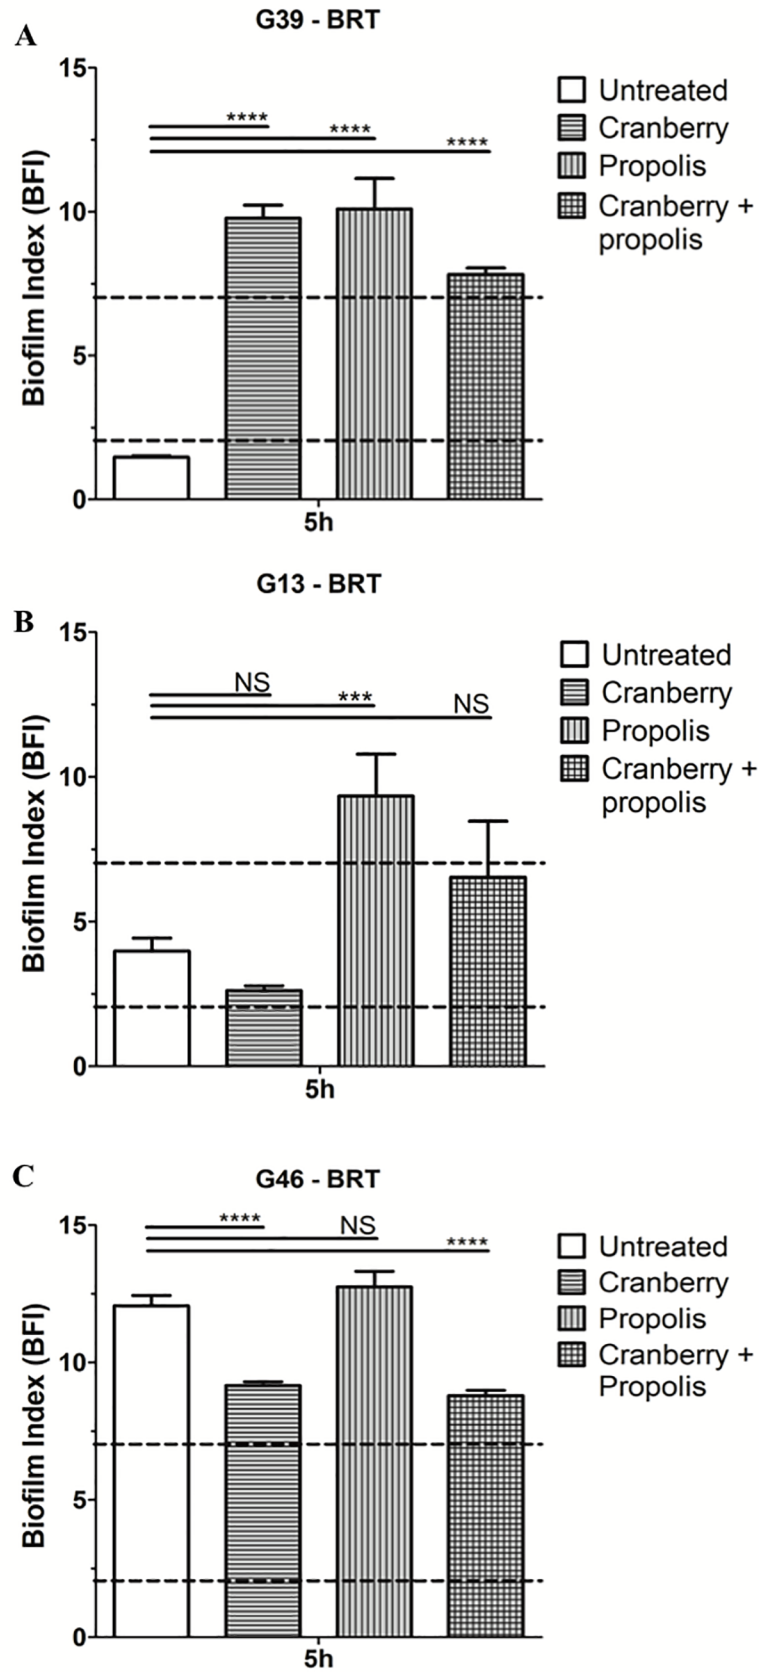 A
G39 - BRT
Biofilm Index (BFI)
15
10
5
0
****
****
****
5h
Untreated
Cranberry
Propolis
Cranberry +
propolis
B
G13 - BRT
Biofilm Index (BFI)
15
10
5
0
NS
***
NS
5h
Untreated
Cranberry
Propolis
Cranberry +
propolis
C
G46 - BRT
Biofilm Index (BFI)
15
10
5
0
****
NS
****
5h
Untreated
Cranberry
Propolis
Cranberry +
Propolis